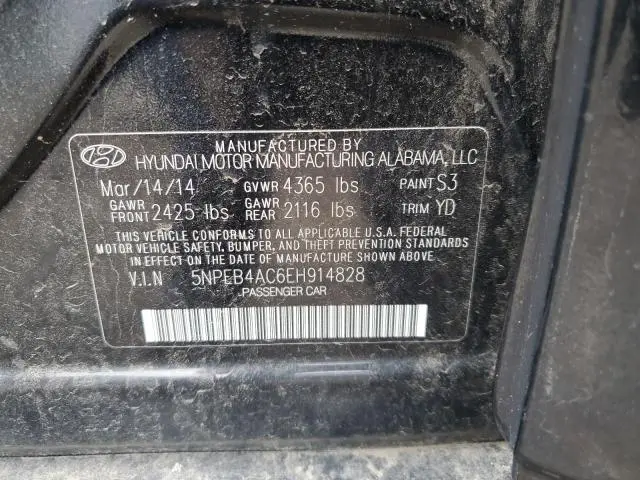 MANUFACTURED BY
HYUNDAI MOTOR MANUFACTURING ALABAMA, LLC
Mar/14/14 GVWR 4365 lbs PAINT S3
GAWR FRONT 2425 lbs GAWR REAR 2116 lbs TRIM YD
THIS VEHICLE CONFORMS TO ALL APPLICABLE U.S.A. FEDERAL
MOTOR VEHICLE SAFETY, BUMPER, AND THEFT PREVENTION STANDARDS
IN EFFECT ON THE DATE OF MANUFACTURE SHOWN ABOVE.
V.I.N 5NPEB4AC6EH914828
PASSENGER CAR